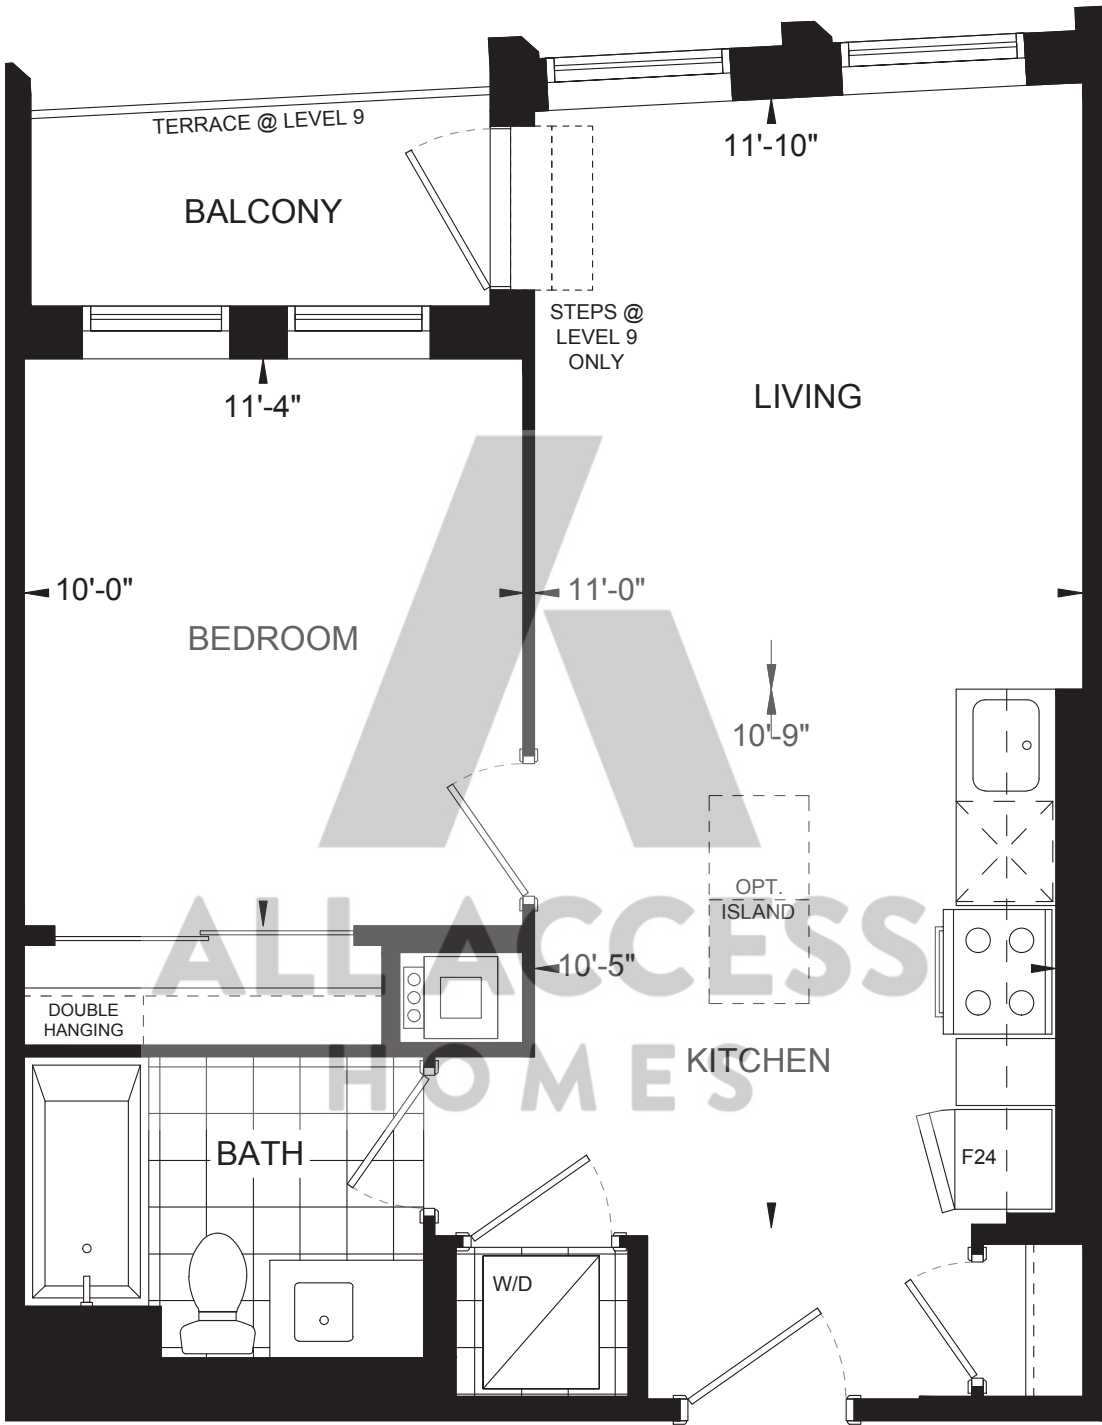 TERRACE @ LEVEL 9
BALCONY
11'-10"
STEPS @
LEVEL 9
ONLY
LIVING
11'-4"
10'-0"
11'-0"
BEDROOM
10'-9"
OPT.
ISLAND
ALL ACCESS
HOMES
10'-5"
DOUBLE
HANGING
KITCHEN
BATH
F24
W/D